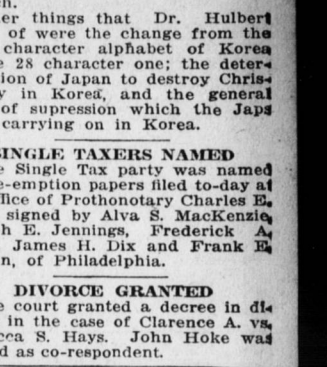 n.
er things that Dr. Hulbert
of were the change from the
character alphabet of Korea
e 28 character one; the deter-
ion of Japan to destroy Chris-
y in Korea, and the general
of supression which the Japs
carrying on in Korea.
INGLE TAXERS NAMED
e Single Tax party was named
e-emption papers filed to-day at
ffice of Prothonotary Charles E.
signed by Alva S. MacKenzie,
h E. Jennings, Frederick A.
James H. Dix and Frank E.
n, of Philadelphia.
DIVORCE GRANTED
e court granted a decree in di-
in the case of Clarence A. vs.
cca S. Hays. John Hoke was
d as co-respondent.